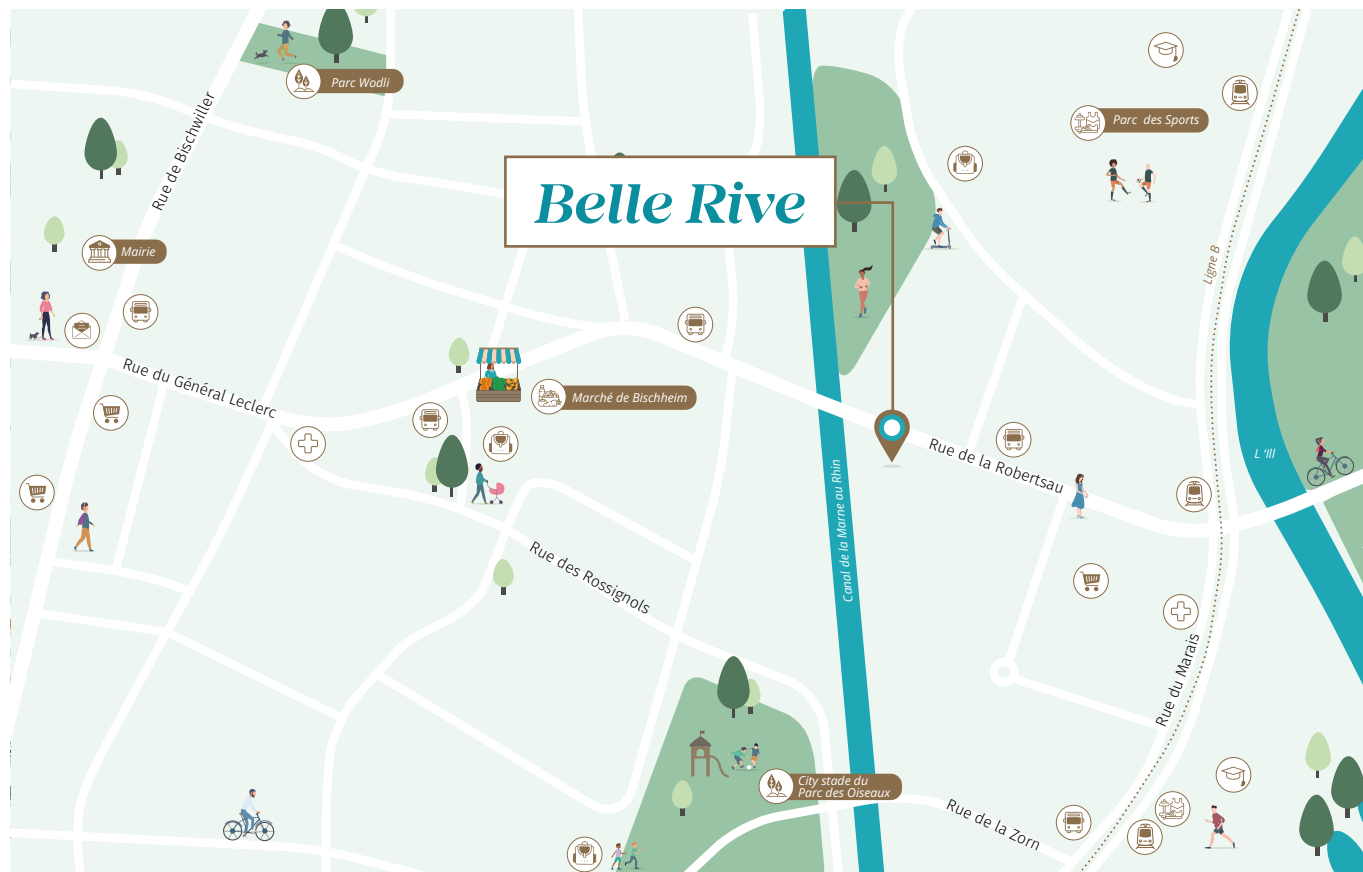 Parc Wodli
Rue de Bischwiller
Parc des Sports
Belle Rive
Mairie
Ligne B
Rue du Général Leclerc
Marché de Bischheim
Rue de la Robertsau
L 'Ill
Canal de la Marne au Rhin
Rue des Rossignols
Rue du Marais
City stade du
Parc des Oiseaux
Rue de la Zorn